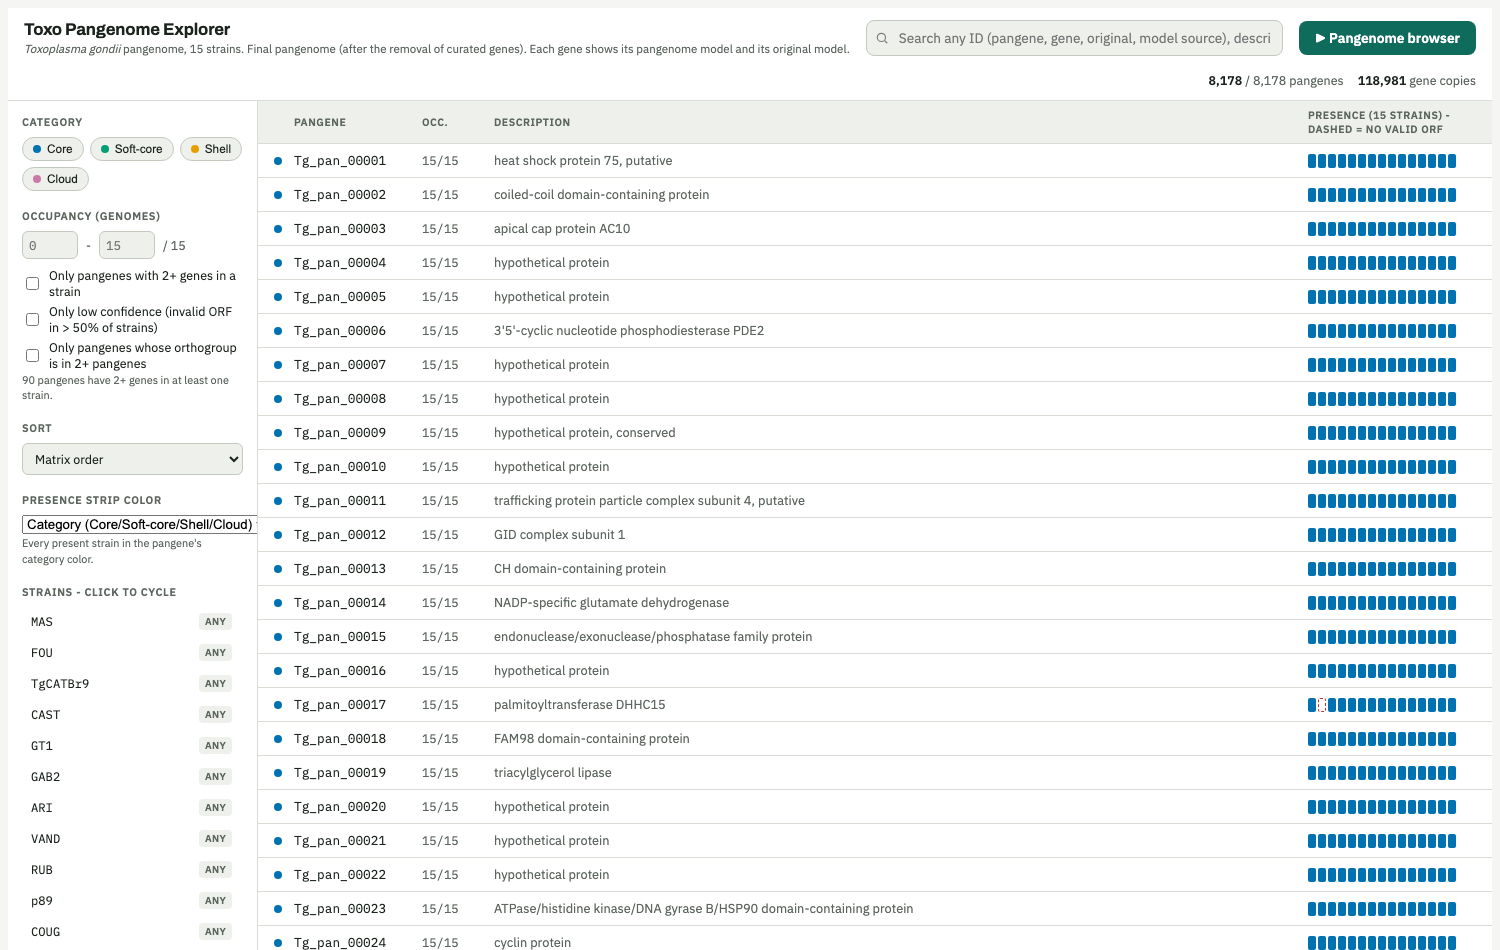 Toxo Pangenome Explorer
Toxoplasma gondii pangenome, 15 strains. Final pangenome (after the removal of curated genes). Each gene shows its pangenome model and its original model.
Search any ID (pangene, gene, original, model source), descri
▶ Pangenome browser
8,178 / 8,178 pangenes 118,981 gene copies
CATEGORY
Core
Soft-core
Shell
Cloud
OCCUPANCY (GENOMES)
0 - 15 / 15
Only pangenes with 2+ genes in a
strain
Only low confidence (invalid ORF
in > 50% of strains)
Only pangenes whose orthogroup
is in 2+ pangenes
90 pangenes have 2+ genes in at least one
strain.
SORT
Matrix order
PRESENCE STRIP COLOR
Category (Core/Soft-core/Shell/Cloud)
Every present strain in the pangene's
category color.
STRAINS - CLICK TO CYCLE
MAS ANY
FOU ANY
TgCATBr9 ANY
CAST ANY
GT1 ANY
GAB2 ANY
ARI ANY
VAND ANY
RUB ANY
p89 ANY
COUG ANY
PANGENE OCC. DESCRIPTION PRESENCE (15 STRAINS) -
DASHED = NO VALID ORF
Tg_pan_00001 15/15 heat shock protein 75, putative
Tg_pan_00002 15/15 coiled-coil domain-containing protein
Tg_pan_00003 15/15 apical cap protein AC10
Tg_pan_00004 15/15 hypothetical protein
Tg_pan_00005 15/15 hypothetical protein
Tg_pan_00006 15/15 3'5'-cyclic nucleotide phosphodiesterase PDE2
Tg_pan_00007 15/15 hypothetical protein
Tg_pan_00008 15/15 hypothetical protein
Tg_pan_00009 15/15 hypothetical protein, conserved
Tg_pan_00010 15/15 hypothetical protein
Tg_pan_00011 15/15 trafficking protein particle complex subunit 4, putative
Tg_pan_00012 15/15 GID complex subunit 1
Tg_pan_00013 15/15 CH domain-containing protein
Tg_pan_00014 15/15 NADP-specific glutamate dehydrogenase
Tg_pan_00015 15/15 endonuclease/exonuclease/phosphatase family protein
Tg_pan_00016 15/15 hypothetical protein
Tg_pan_00017 15/15 palmitoyltransferase DHHC15
Tg_pan_00018 15/15 FAM98 domain-containing protein
Tg_pan_00019 15/15 triacylglycerol lipase
Tg_pan_00020 15/15 hypothetical protein
Tg_pan_00021 15/15 hypothetical protein
Tg_pan_00022 15/15 hypothetical protein
Tg_pan_00023 15/15 ATPase/histidine kinase/DNA gyrase B/HSP90 domain-containing protein
Tg_pan_00024 15/15 cyclin protein